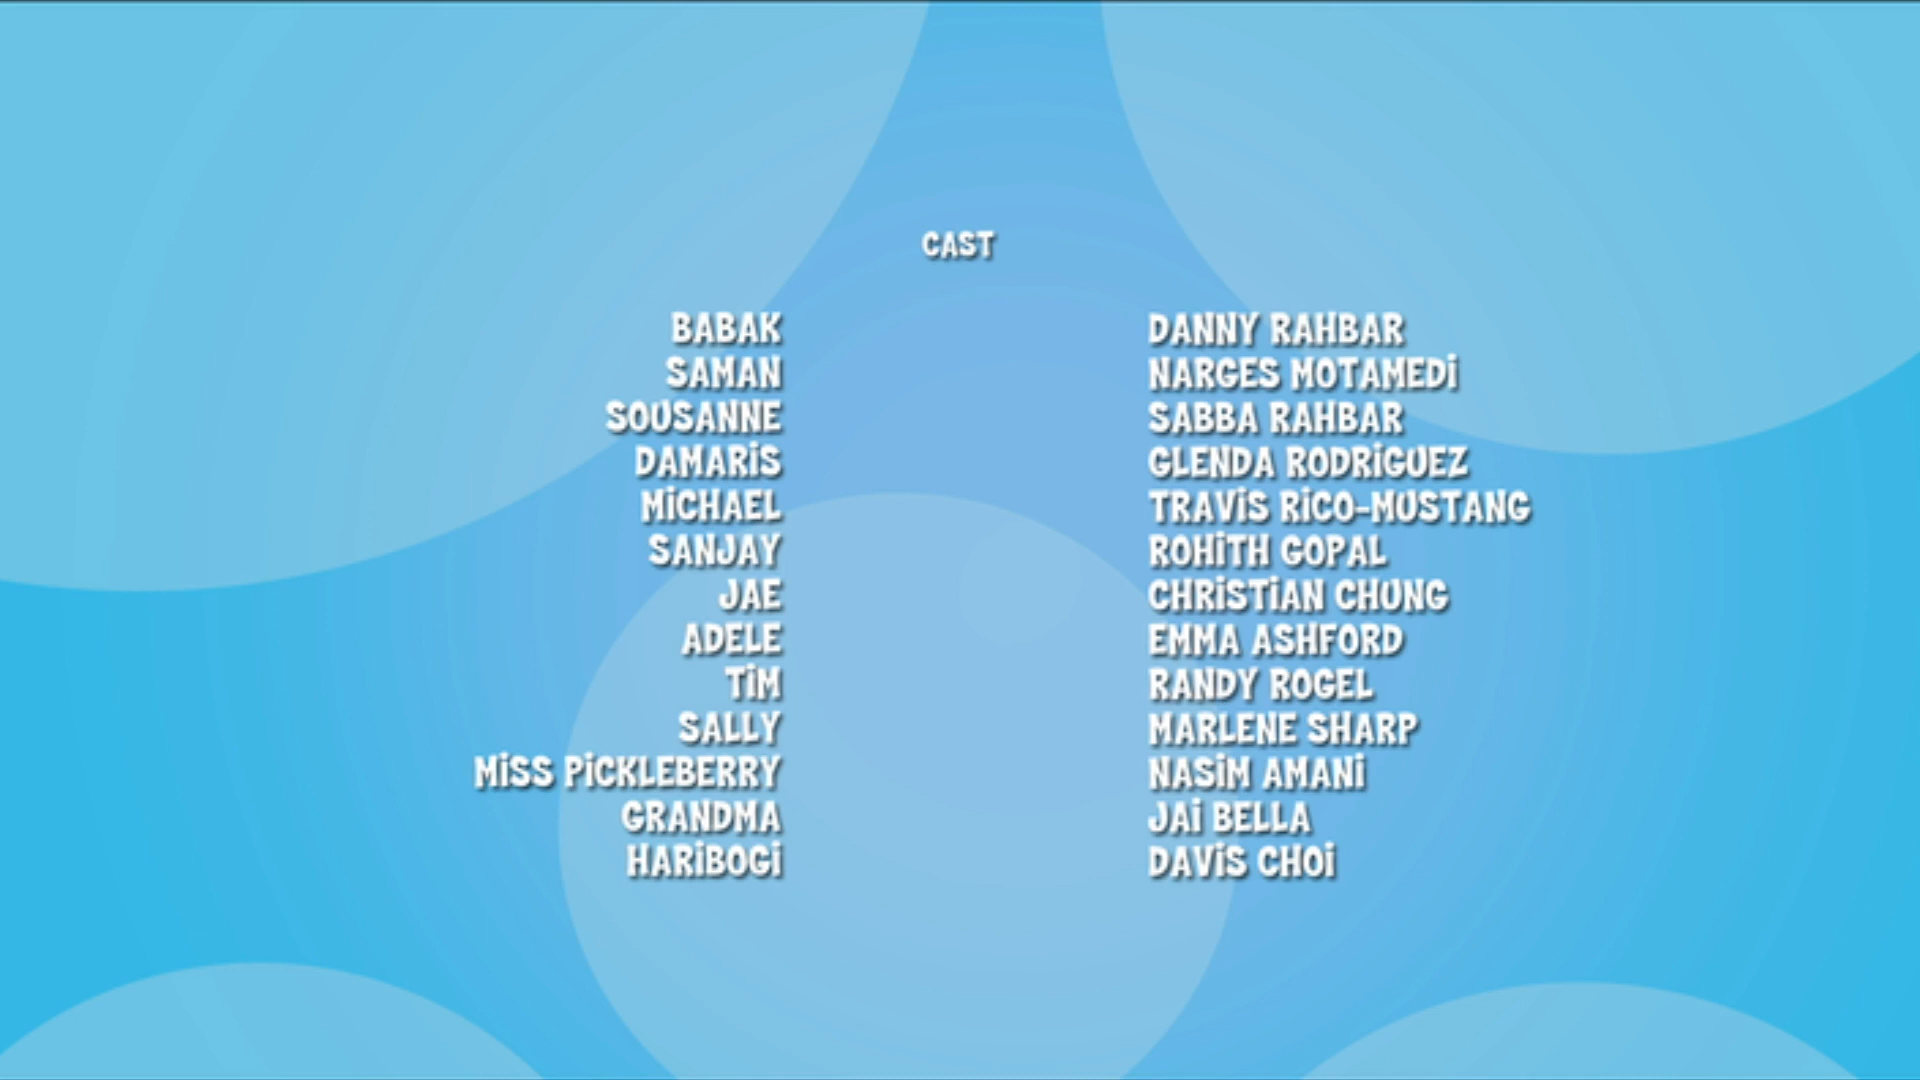 CAST
BABAK DANNY RAHBAR
SAMAN NARGES MOTAMEDi
SOUSANNE SABBA RAHBAR
DAMARiS GLENDA RODRiGUEZ
MiCHAEL TRAViS RiCO-MUSTANG
SANJAY ROHiTH GOPAL
JAE CHRiSTiAN CHUNG
ADELE EMMA ASHFORD
TiM RANDY ROGEL
SALLY MARLENE SHARP
MiSS PiCKLEBERRY NASiM AMANi
GRANDMA JAi BELLA
HARiBOGi DAViS CHOi